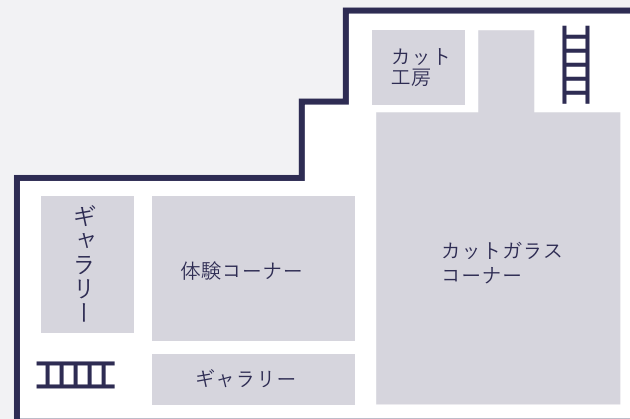 カット
工房
ギャラリー
体験コーナー
カットガラス
コーナー
ギャラリー